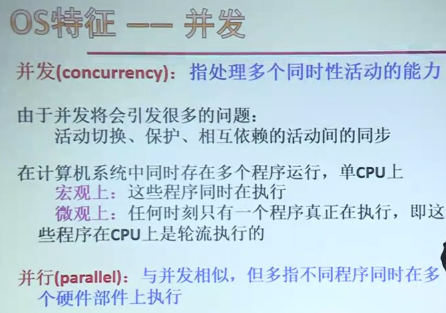 OS特征 —— 并发
并发(concurrency)：指处理多个同时性活动的能力
由于并发将会引发很多的问题：
活动切换、保护、相互依赖的活动间的同步
在计算机系统中同时存在多个程序运行，单CPU上
宏观上：这些程序同时在执行
微观上：任何时刻只有一个程序真正在执行，即这
些程序在CPU上是轮流执行的
并行(parallel)：与并发相似，但多指不同程序同时在多
个硬件部件上执行